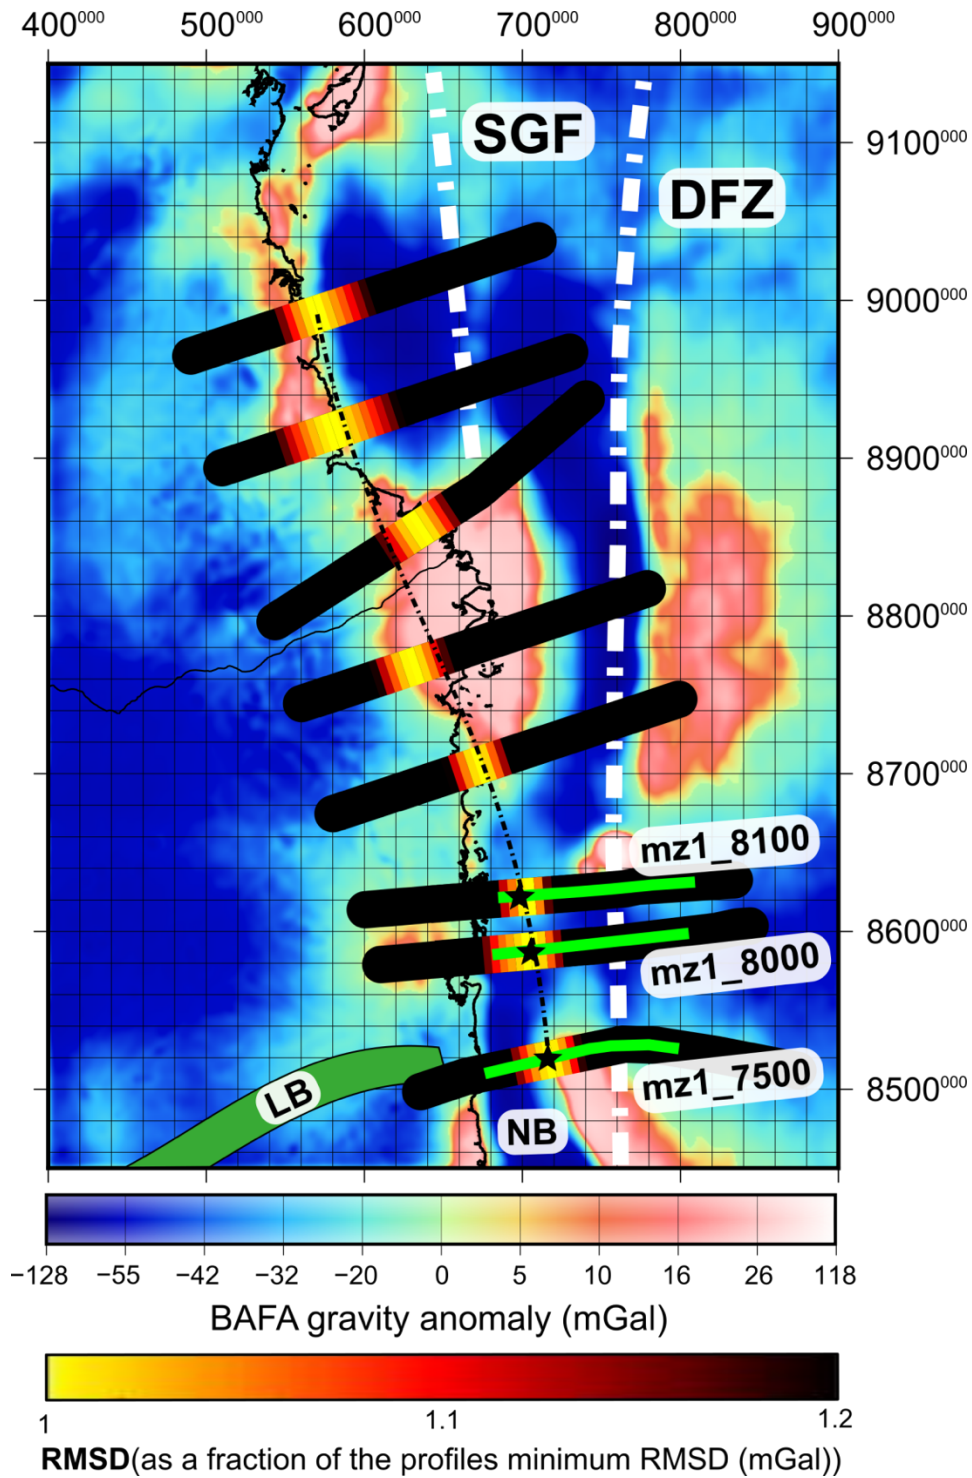 400000 500000 600000 700000 800000 900000
SGF
9100000
DFZ
9000000
8900000
8800000
8700000
mz1_8100
8600000
mz1_8000
LB
8500000
mz1_7500
NB
−128 −55 −42 −32 −20 0 5 10 16 26 118
BAFA gravity anomaly (mGal)
1 1.1 1.2
RMSD(as a fraction of the profiles minimum RMSD (mGal))